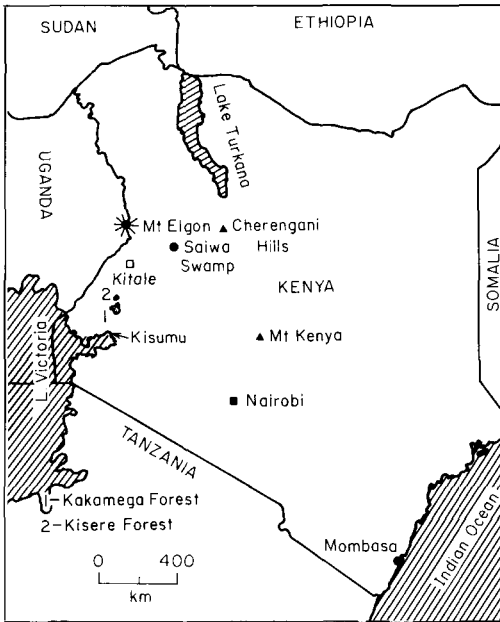 SUDAN
ETHIOPIA
Lake Turkana
UGANDA
Mt Elgon
Cherengani
Hills
Saiwa
Swamp
Kitale
SOMALIA
KENYA
2
1
Kisumu
Mt Kenya
L. Victoria
Nairobi
TANZANIA
1-Kakamega Forest
2-Kisere Forest
Mombasa
Indian Ocean
0 400
km